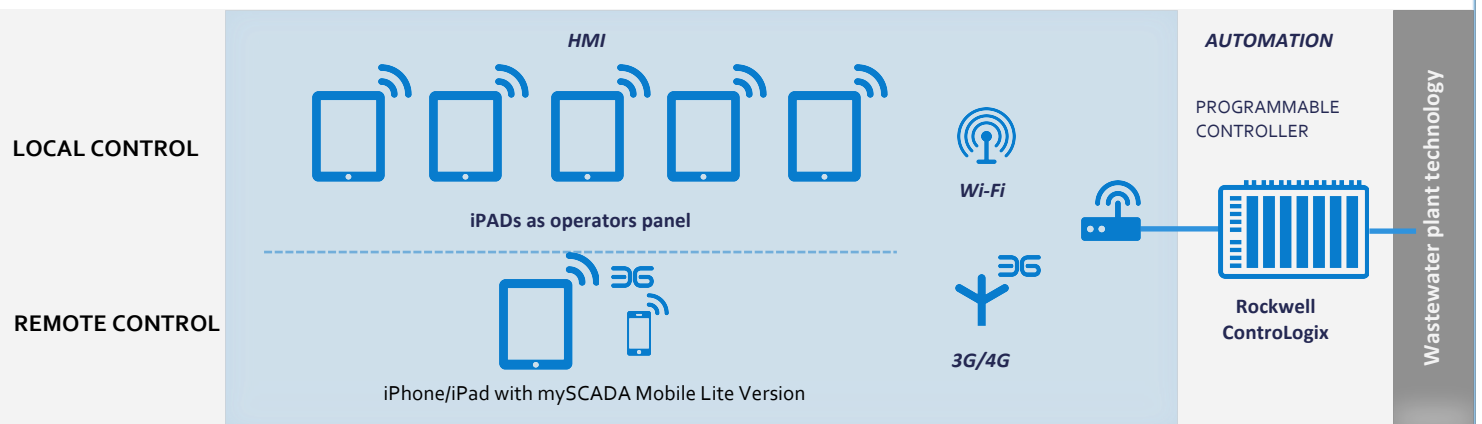 HMI
AUTOMATION
LOCAL CONTROL
PROGRAMMABLE
CONTROLLER
Wi-Fi
iPADs as operators panel
3G
3G
REMOTE CONTROL
3G/4G
iPhone/iPad with mySCADA Mobile Lite Version
Rockwell
ControLogix
Wastewater plant technology